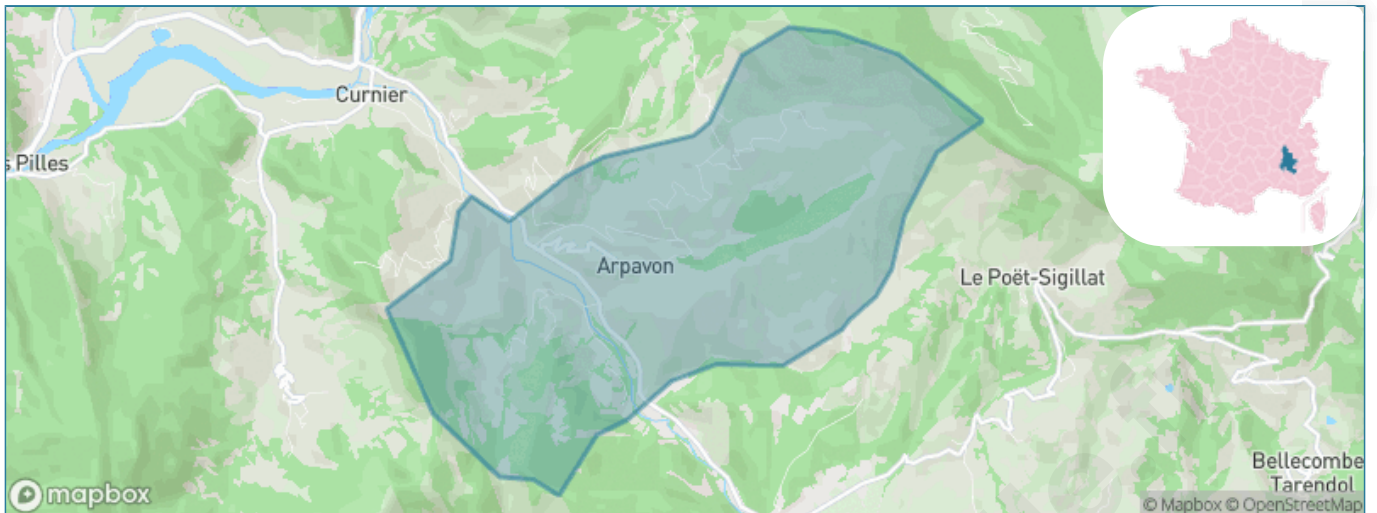 Curnier
s Pilles
Arpavon
Le Poët-Sigillat
Bellecombe
Tarendol
mapbox
© Mapbox © OpenStreetMap